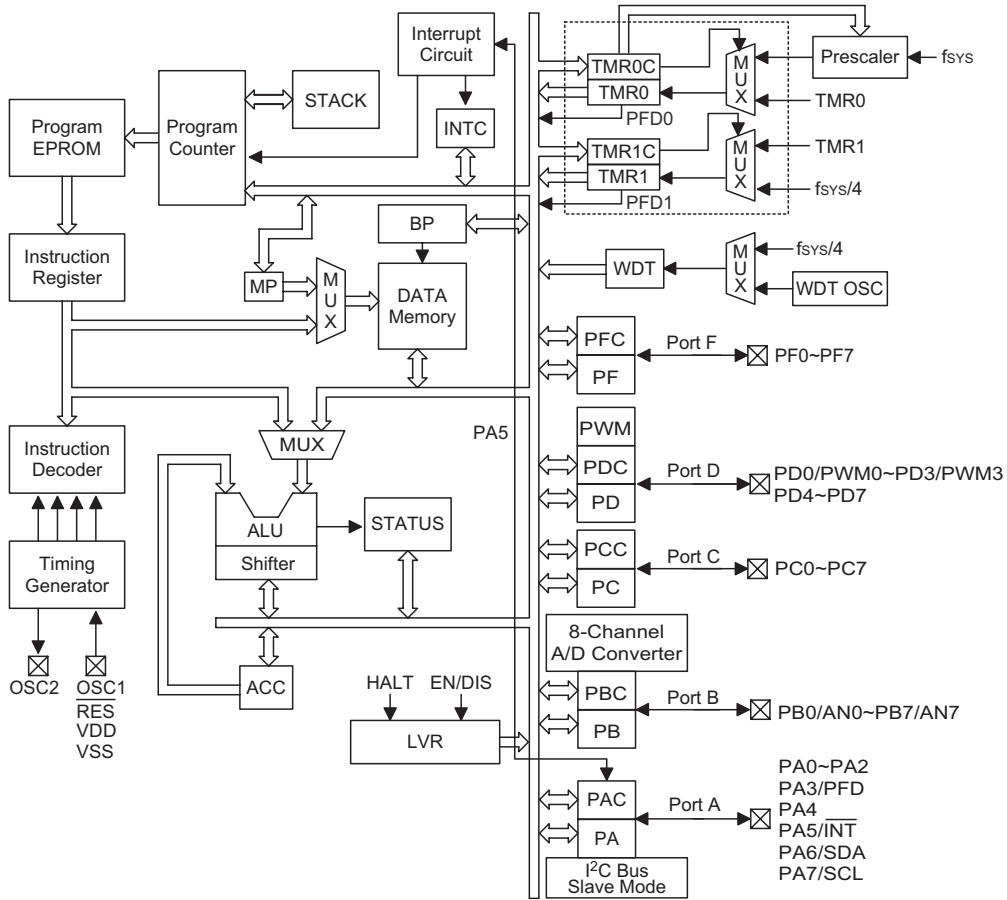 Interrupt
Circuit
STACK
Program
EPROM
Program
Counter
INTC
TMR0C
TMR0
PFD0
MUX
Prescaler
fSYS
TMR0
TMR1C
TMR1
PFD1
MUX
TMR1
fSYS/4
Instruction
Register
BP
MP
MUX
DATA
Memory
WDT
MUX
fSYS/4
WDT OSC
PFC
PF
Port F
PF0~PF7
PA5
MUX
Instruction
Decoder
PWM
PDC
PD
Port D
PD0/PWM0~PD3/PWM3
PD4~PD7
ALU
Shifter
STATUS
Timing
Generator
PCC
PC
Port C
PC0~PC7
OSC2
OSC1
RES
VDD
VSS
ACC
8-Channel
A/D Converter
PBC
PB
Port B
PB0/AN0~PB7/AN7
HALT
EN/DIS
LVR
PAC
PA
I²C Bus
Slave Mode
Port A
PA0~PA2
PA3/PFD
PA4
PA5/INT
PA6/SDA
PA7/SCL